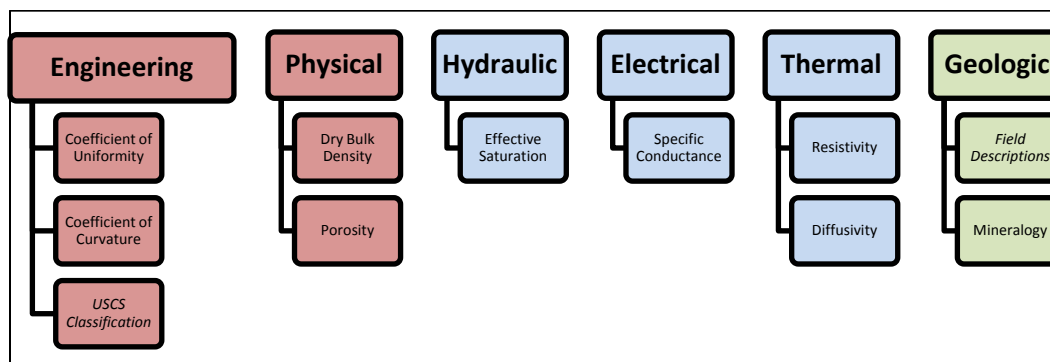 Engineering
Coefficient of
Uniformity
Coefficient of
Curvature
USCS
Classification
Physical
Dry Bulk
Density
Porosity
Hydraulic
Effective
Saturation
Electrical
Specific
Conductance
Thermal
Resistivity
Diffusivity
Geologic
Field
Descriptions
Mineralogy